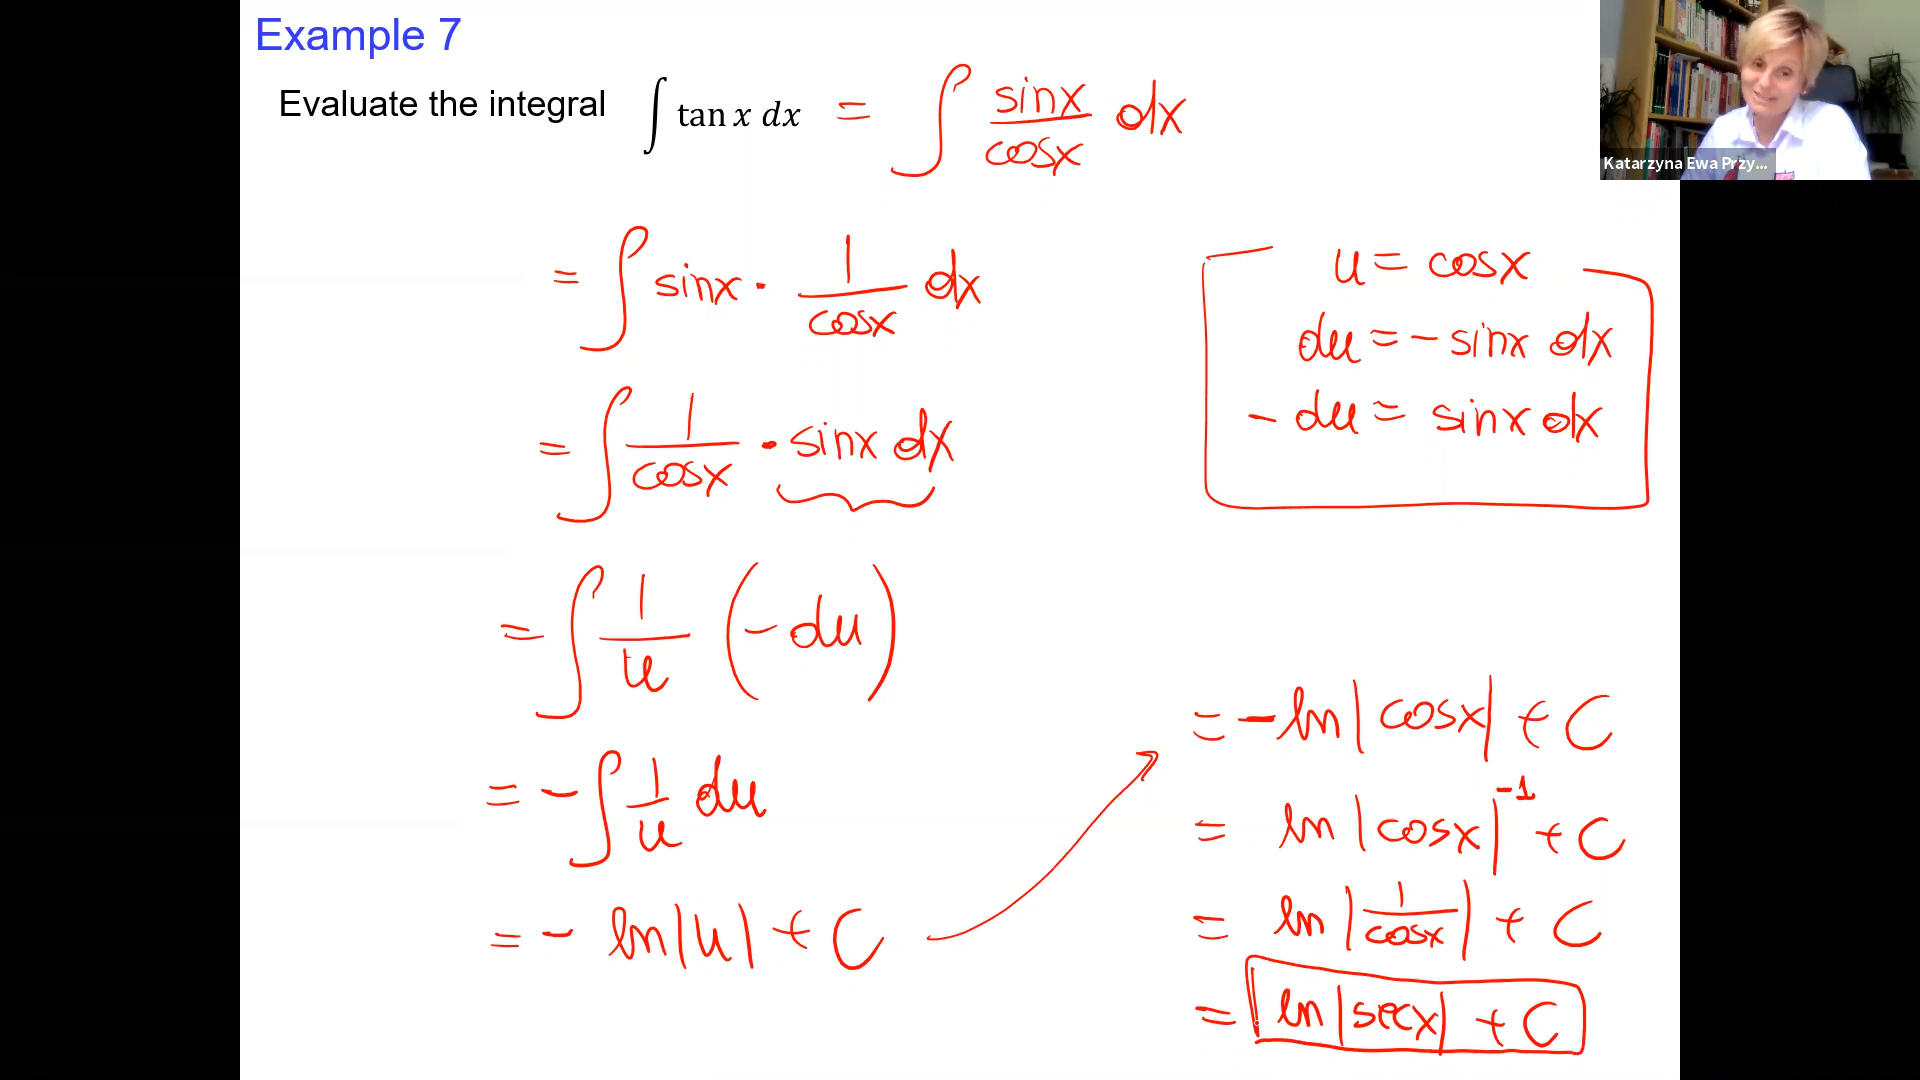 Example 7
Evaluate the integral ∫ tan x dx = ∫ sinx/cosx dx
= ∫ sinx · 1/cosx dx
= ∫ 1/cosx · sinx dx
= ∫ 1/u (-du)
= - ∫ 1/u du
= - ln|u| + C
u = cosx
du = - sinx dx
- du = sinx dx
= - ln|cosx| + C
= ln|cosx|⁻¹ + C
= ln|1/cosx| + C
= ln|secx| + C
Katarzyna Ewa Przy...